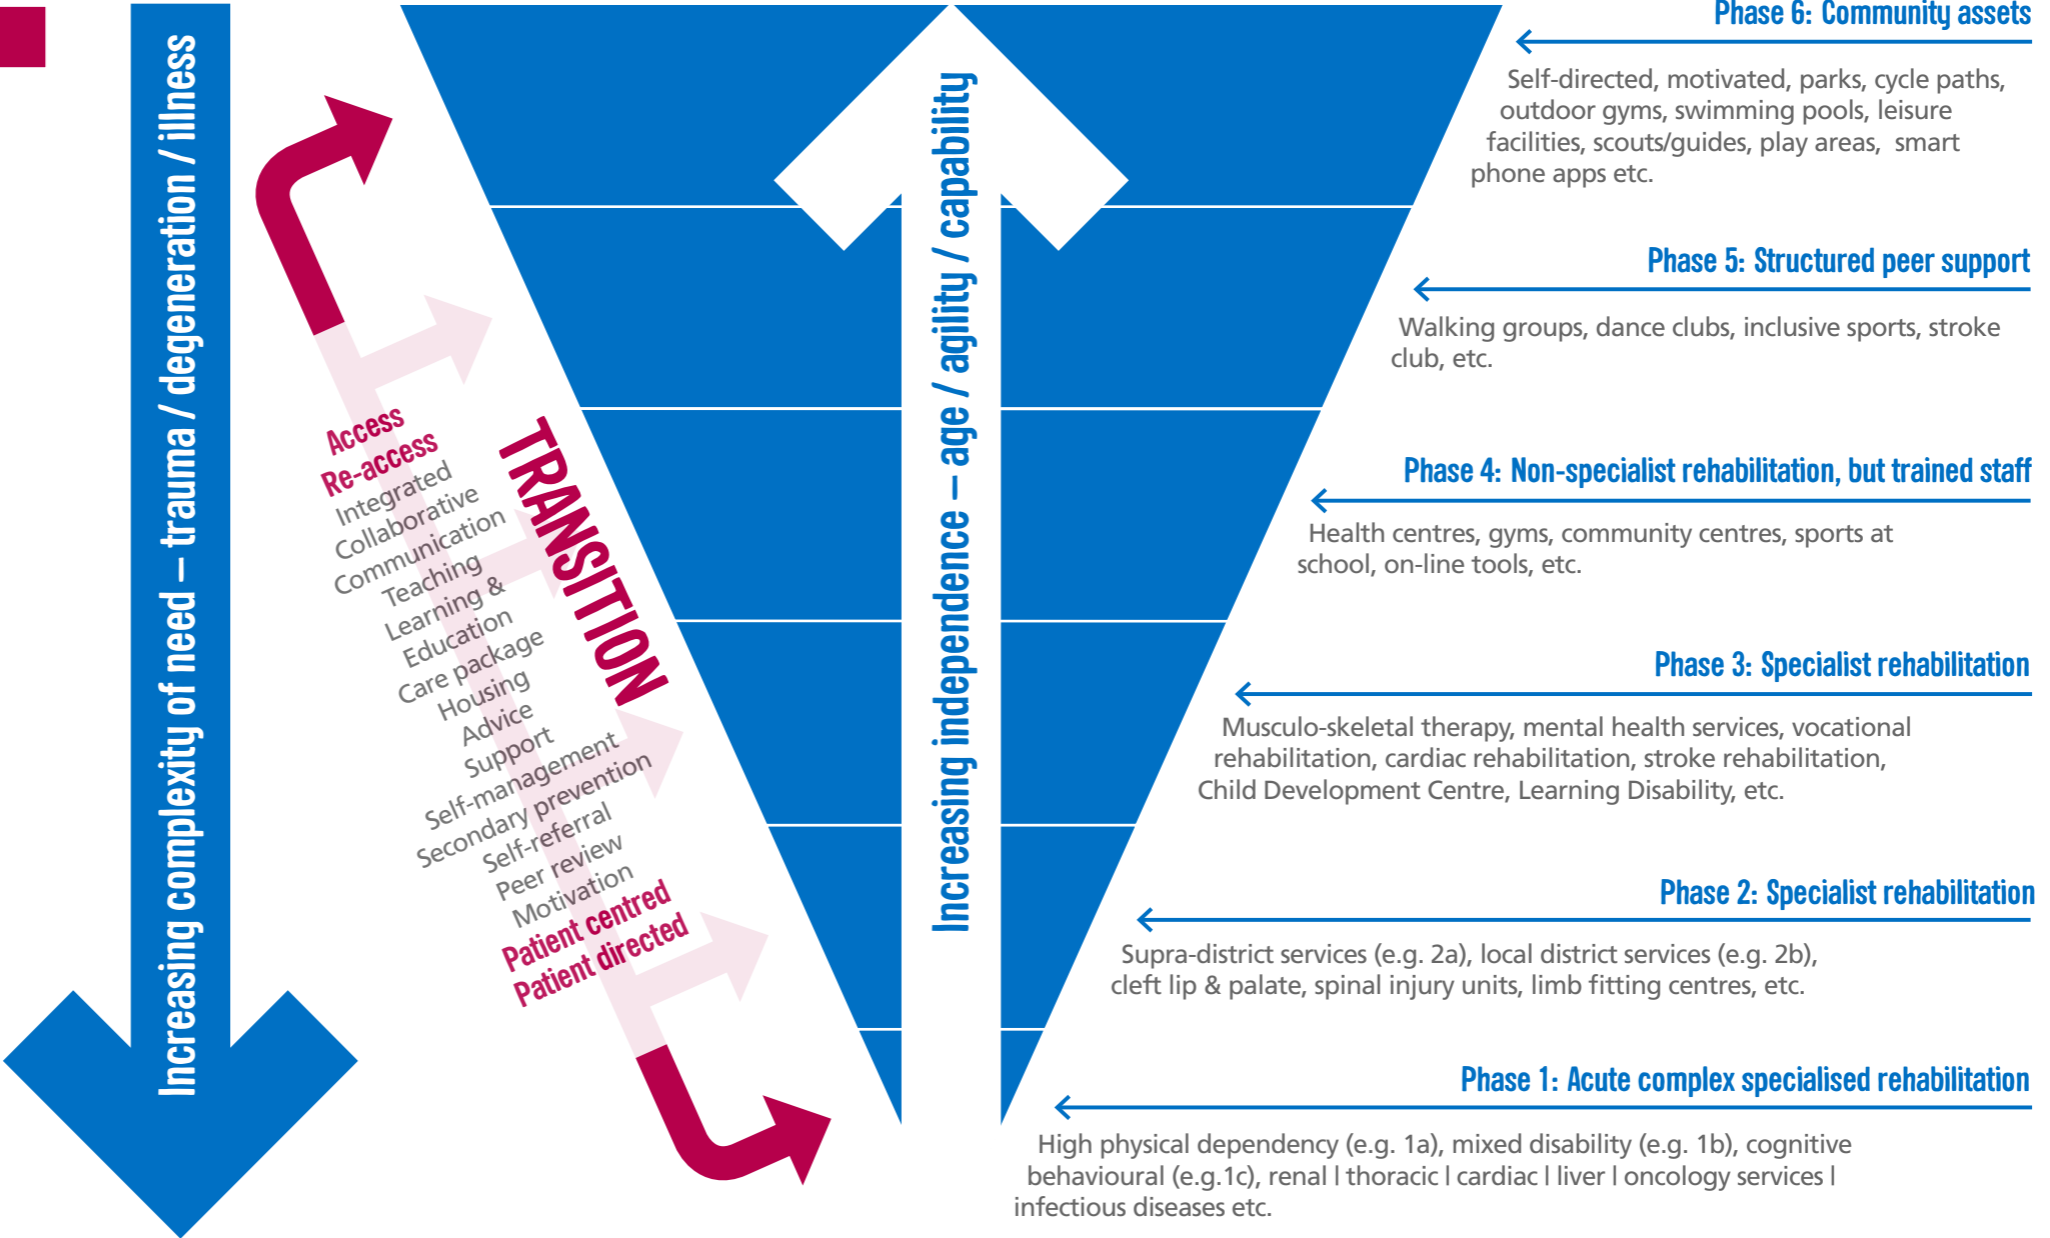 Increasing complexity of need – trauma / degeneration / illness
Access
Re-access
Integrated
Collaborative
Communication
Teaching
Learning &
Education
Care package
Housing
Advice
Support
Self-management
Secondary prevention
Self-referral
Peer review
Motivation
Patient centred
Patient directed
TRANSITION
Increasing independence – age / agility / capability
Phase 6: Community assets
Self-directed, motivated, parks, cycle paths,
outdoor gyms, swimming pools, leisure
facilities, scouts/guides, play areas, smart
phone apps etc.
Phase 5: Structured peer support
Walking groups, dance clubs, inclusive sports, stroke
club, etc.
Phase 4: Non-specialist rehabilitation, but trained staff
Health centres, gyms, community centres, sports at
school, on-line tools, etc.
Phase 3: Specialist rehabilitation
Musculo-skeletal therapy, mental health services, vocational
rehabilitation, cardiac rehabilitation, stroke rehabilitation,
Child Development Centre, Learning Disability, etc.
Phase 2: Specialist rehabilitation
Supra-district services (e.g. 2a), local district services (e.g. 2b),
cleft lip & palate, spinal injury units, limb fitting centres, etc.
Phase 1: Acute complex specialised rehabilitation
High physical dependency (e.g. 1a), mixed disability (e.g. 1b), cognitive
behavioural (e.g.1c), renal l thoracic l cardiac l liver l oncology services l
infectious diseases etc.